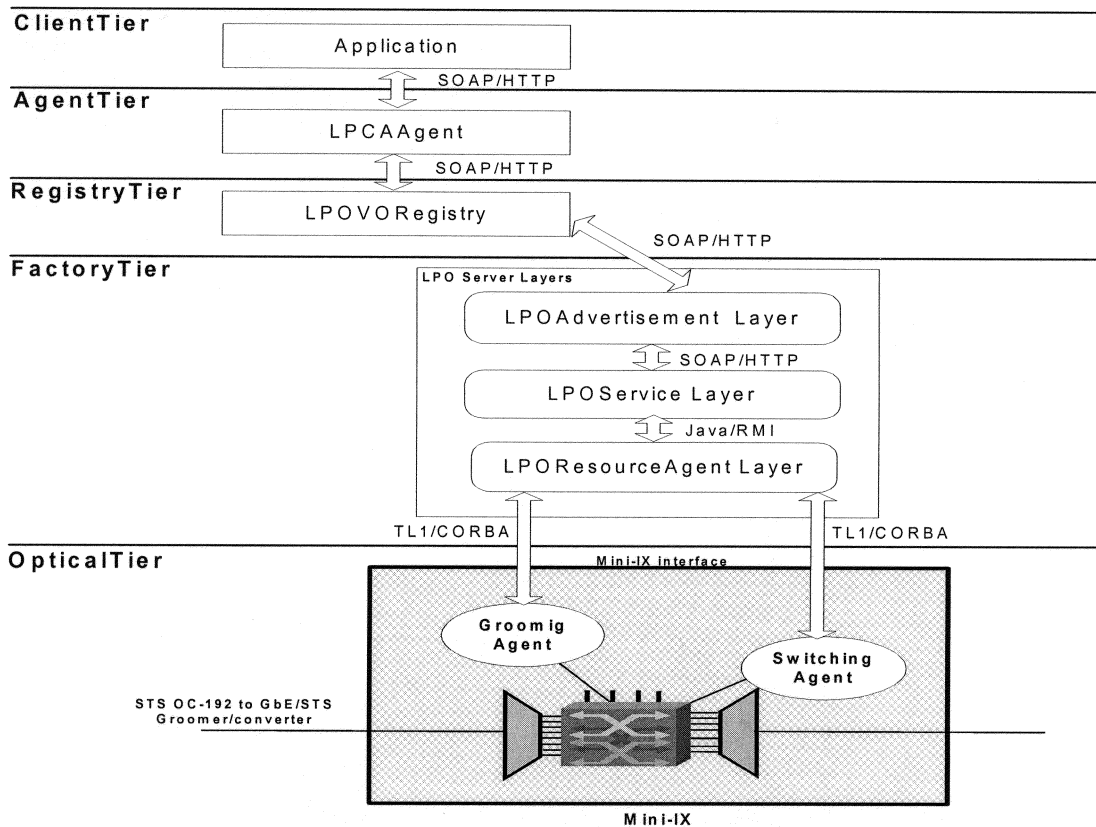 ClientTier
Application
SOAP/HTTP
AgentTier
LPCAAgent
SOAP/HTTP
RegistryTier
LPOVORegistry
SOAP/HTTP
FactoryTier
LPO Server Layers
LPOAdvertisement Layer
SOAP/HTTP
LPOService Layer
Java/RMI
LPOResourceAgent Layer
TL1/CORBA
TL1/CORBA
OpticalTier
Mini-IX interface
Groomig
Agent
Switching
Agent
STS OC-192 to GbE/STS
Groomer/converter
Mini-IX